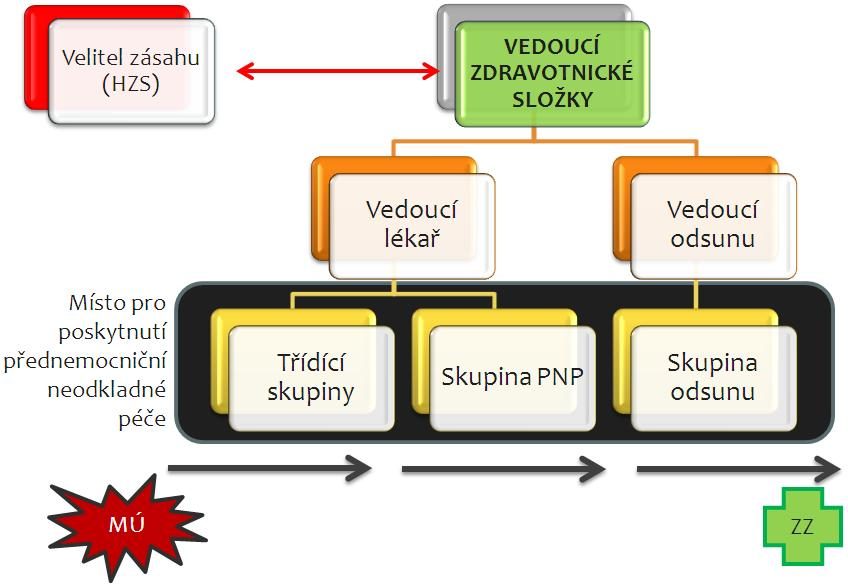 Velitel zásahu
(HZS)
VEDOUCÍ
ZDRAVOTNICKÉ
SLOŽKY
Vedoucí
lékař
Vedoucí
odsunu
Místo pro
poskytnutí
přednemocniční
neodkladné
péče
Třídící
skupiny
Skupina PNP
Skupina
odsunu
MÚ
ZZ